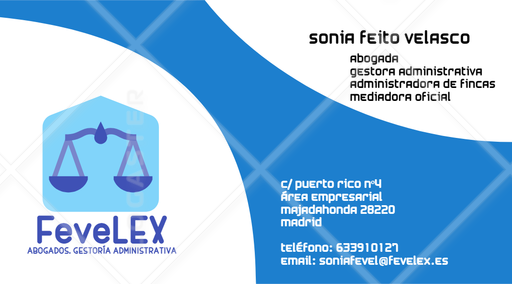 sonia feito velasco
abogada
gestora administrativa
administradora de fincas
mediadora oficial
FeveLEX
ABOGADOS. GESTORÍA ADMINISTRATIVA
c/ puerto rico nº4
área empresarial
majadahonda 28220
madrid
teléfono: 633910127
email: soniafevel@fevelex.es